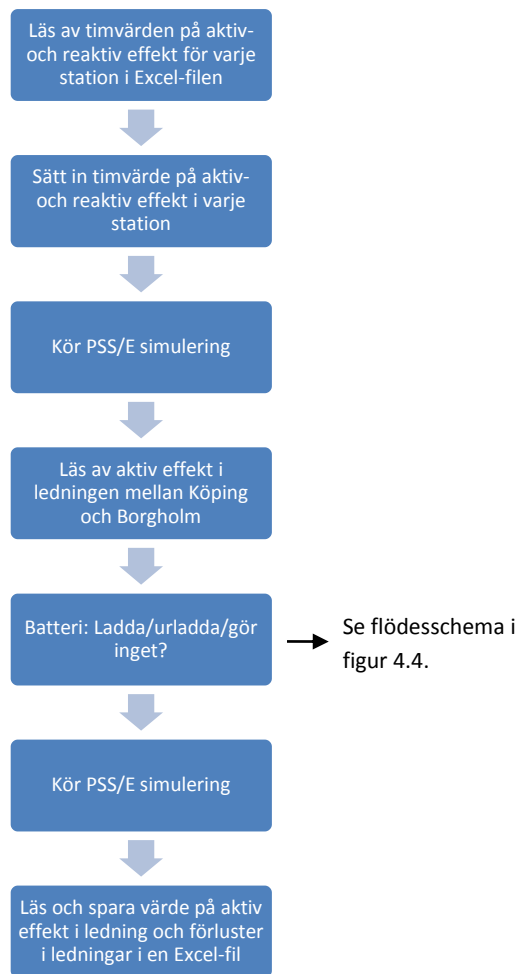 Läs av timvärden på aktiv-
och reaktiv effekt för varje
station i Excel-filen
Sätt in timvärde på aktiv-
och reaktiv effekt i varje
station
Kör PSS/E simulering
Läs av aktiv effekt i
ledningen mellan Köping
och Borgholm
Batteri: Ladda/urladda/gör
inget?
Se flödesschema i
figur 4.4.
Kör PSS/E simulering
Läs och spara värde på aktiv
effekt i ledning och förluster
i ledningar i en Excel-fil